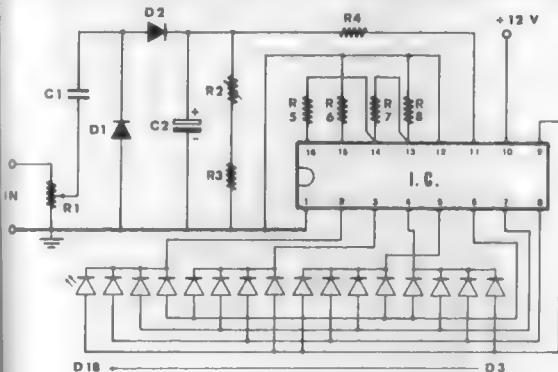 D2
R4
+12 V
C1
R2
R
5
R
6
R
7
R
8
D1
C2
+
-
16 15 14 13 12 11 10 9
IN
R1
R3
I.C.
1 2 3 4 5 6 7 8
D18 D3